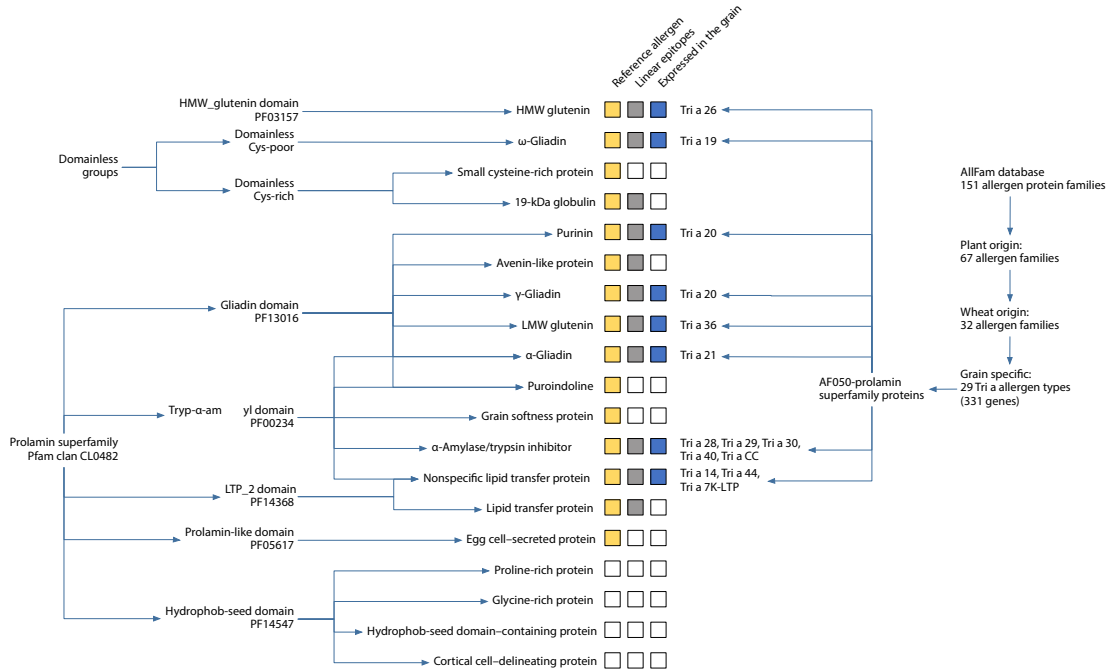 Reference allergen
Linear epitopes
Expressed in the grain
HMW_glutenin domain
PF03157
HMW glutenin
Tri a 26
Domainless
groups
Domainless
Cys-poor
ω-Gliadin
Tri a 19
Domainless
Cys-rich
Small cysteine-rich protein
19-kDa globulin
Purinin
Tri a 20
Avenin-like protein
Gliadin domain
PF13016
γ-Gliadin
Tri a 20
LMW glutenin
Tri a 36
α-Gliadin
Tri a 21
Puroindoline
Tryp-α-am
yl domain
PF00234
Grain softness protein
Prolamin superfamily
Pfam clan CL0482
α-Amylase/trypsin inhibitor
Tri a 28, Tri a 29, Tri a 30,
Tri a 40, Tri a CC
LTP_2 domain
PF14368
Nonspecific lipid transfer protein
Tri a 14, Tri a 44,
Tri a 7K-LTP
Lipid transfer protein
Prolamin-like domain
PF05617
Egg cell–secreted protein
Hydrophob-seed domain
PF14547
Proline-rich protein
Glycine-rich protein
Hydrophob-seed domain–containing protein
Cortical cell–delineating protein
AllFam database
151 allergen protein families
Plant origin:
67 allergen families
Wheat origin:
32 allergen families
Grain specific:
29 Tri a allergen types
(331 genes)
AF050-prolamin
superfamily proteins